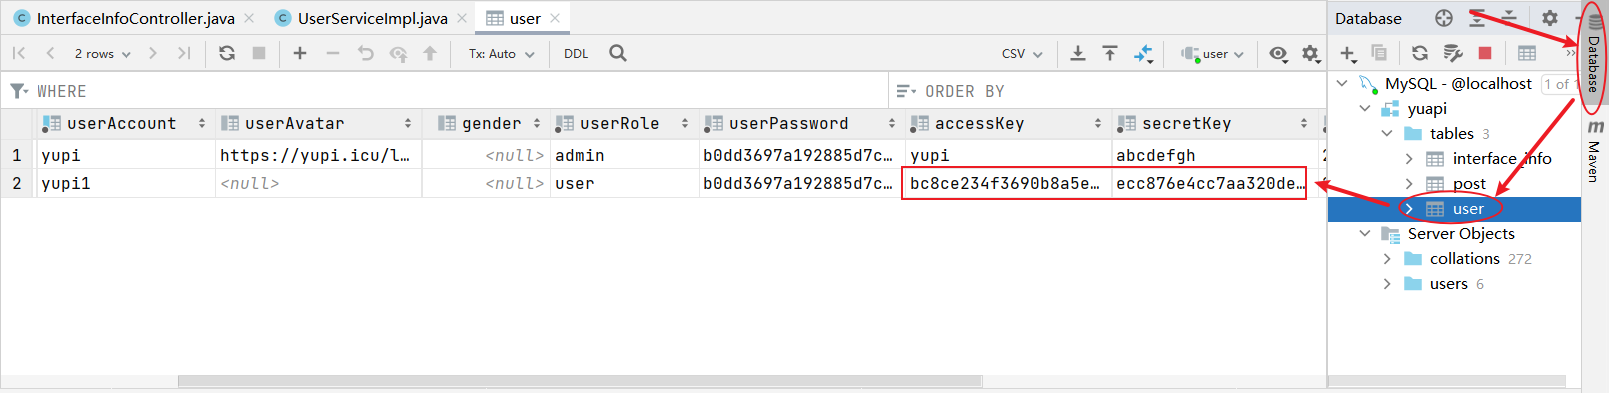 InterfaceInfoController.java UserServiceImpl.java user Database
2 rows Tx: Auto DDL CSV user
WHERE ORDER BY
userAccount userAvatar gender userRole userPassword accessKey secretKey
1 yupi https://yupi.icu/l… <null> admin b0dd3697a192885d7c… yupi abcdefgh
2 yupi1 <null> <null> user b0dd3697a192885d7c… bc8ce234f3690b8a5e… ecc876e4cc7aa320de…
MySQL - @localhost 1 of 1
yuapi
tables 3
interface_info
post
user
Server Objects
collations 272
users 6
Database
Maven